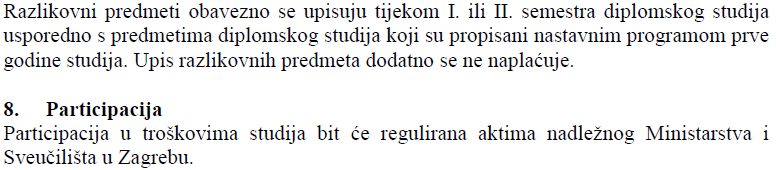 Razlikovni predmeti obavezno se upisuju tijekom I. ili II. semestra diplomskog studija
usporedno s predmetima diplomskog studija koji su propisani nastavnim programom prve
godine studija. Upis razlikovnih predmeta dodatno se ne naplaćuje.
8. Participacija
Participacija u troškovima studija bit će regulirana aktima nadležnog Ministarstva i
Sveučilišta u Zagrebu.